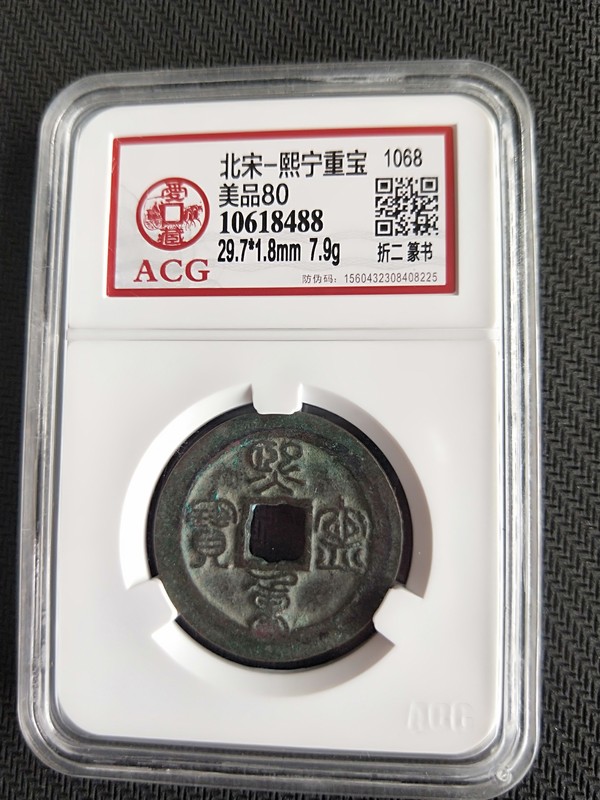 北宋-熙宁重宝 1068
美品80
10618488
29.7*1.8mm 7.9g 折二 篆书
防伪码：1560432308408225
ACG
熙
寶 寧
重
ACG